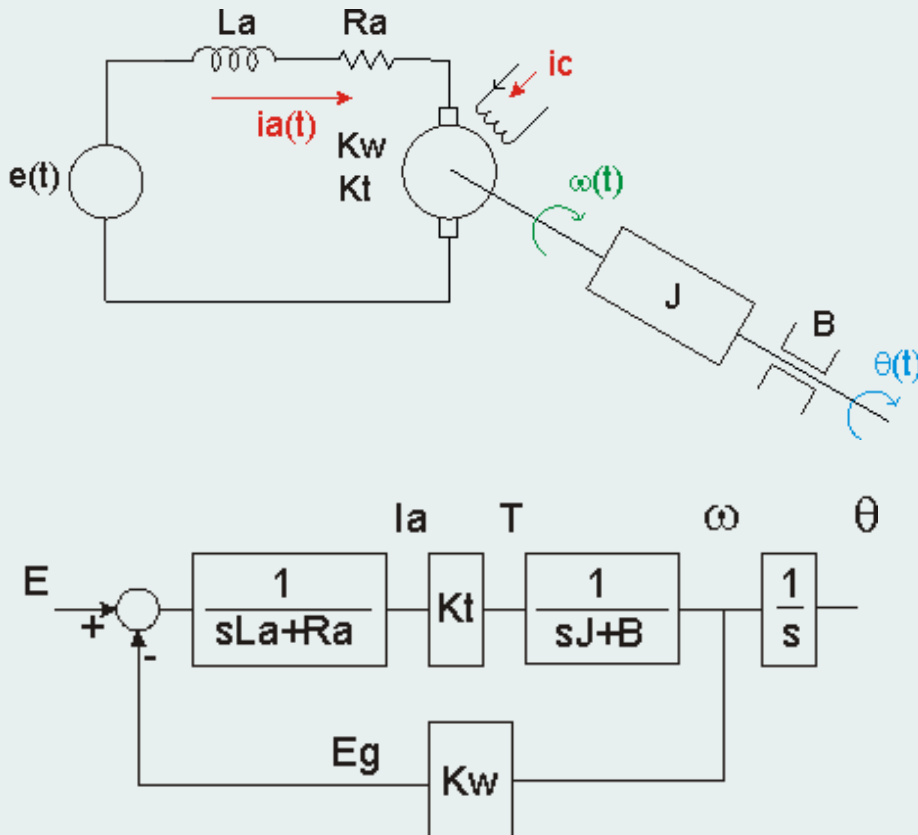 La Ra
ic
ia(t)
Kw
Kt
e(t)
ω(t)
J
B
θ(t)
Ia T ω θ
E
+
-
1
sLa+Ra
Kt
1
sJ+B
1
s
Eg
Kw